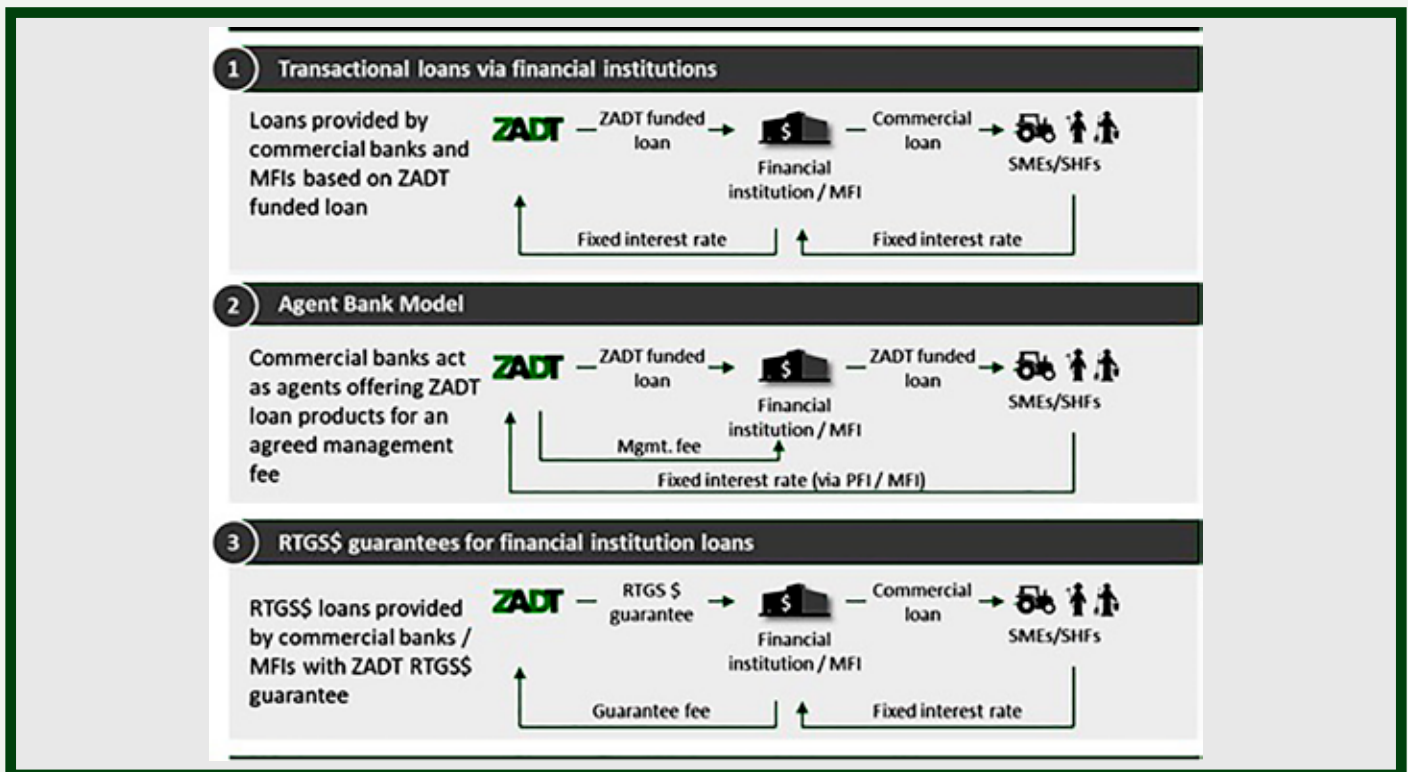 1 Transactional loans via financial institutions
Loans provided by
commercial banks and
MFIs based on ZADT
funded loan
ZADT
ZADT funded
loan
$
Financial
institution / MFI
Commercial
loan
SMEs/SHFs
Fixed interest rate
Fixed interest rate
2 Agent Bank Model
Commercial banks act
as agents offering ZADT
loan products for an
agreed management
fee
ZADT
ZADT funded
loan
$
Financial
institution / MFI
ZADT funded
loan
SMEs/SHFs
Mgmt. fee
Fixed interest rate (via PFI / MFI)
3 RTGS$ guarantees for financial institution loans
RTGS$ loans provided
by commercial banks /
MFIs with ZADT RTGS$
guarantee
ZADT
RTGS $
guarantee
$
Financial
institution / MFI
Commercial
loan
SMEs/SHFs
Guarantee fee
Fixed interest rate